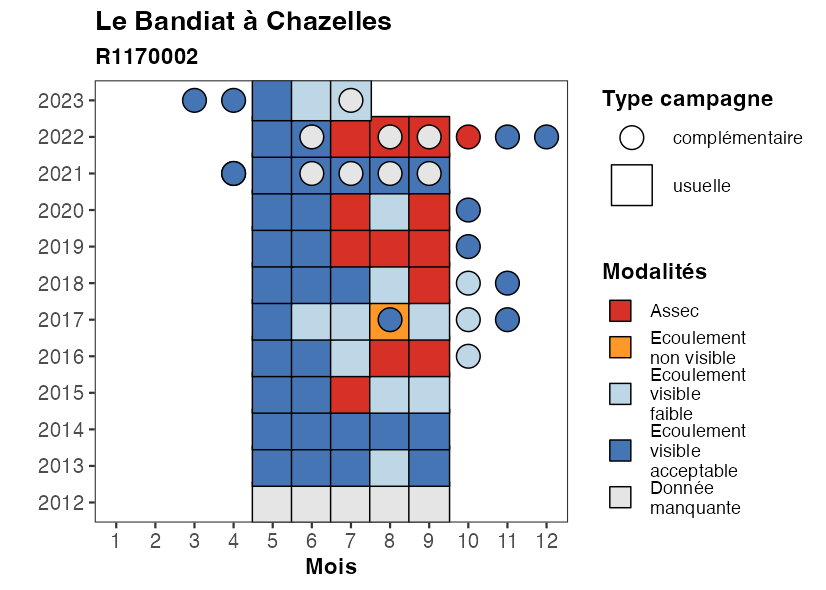 Le Bandiat à Chazelles
R1170002
2023
2022
2021
2020
2019
2018
2017
2016
2015
2014
2013
2012
1 2 3 4 5 6 7 8 9 10 11 12
Mois
Type campagne
complémentaire
usuelle
Modalités
Assec
Ecoulement
non visible
Ecoulement
visible
faible
Ecoulement
visible
acceptable
Donnée
manquante